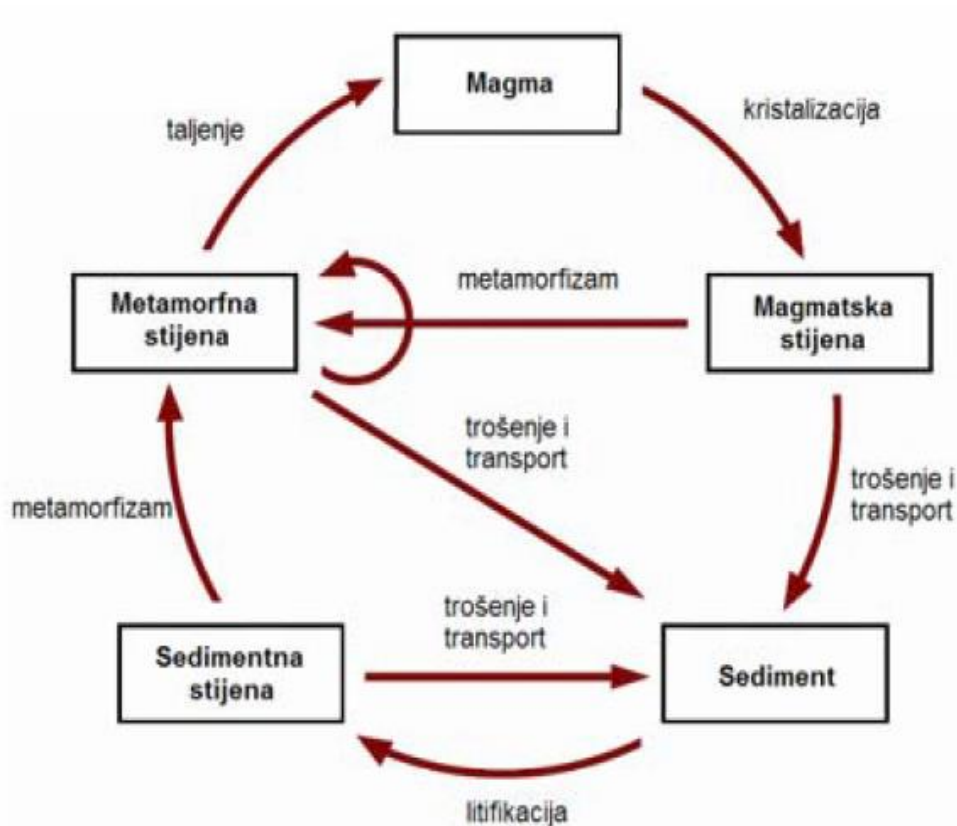 Magma
kristalizacija
taljenje
Metamorfna
stijena
metamorfizam
Magmatska
stijena
trošenje i
transport
trošenje i
transport
metamorfizam
trošenje i
transport
Sedimentna
stijena
Sediment
litifikacija